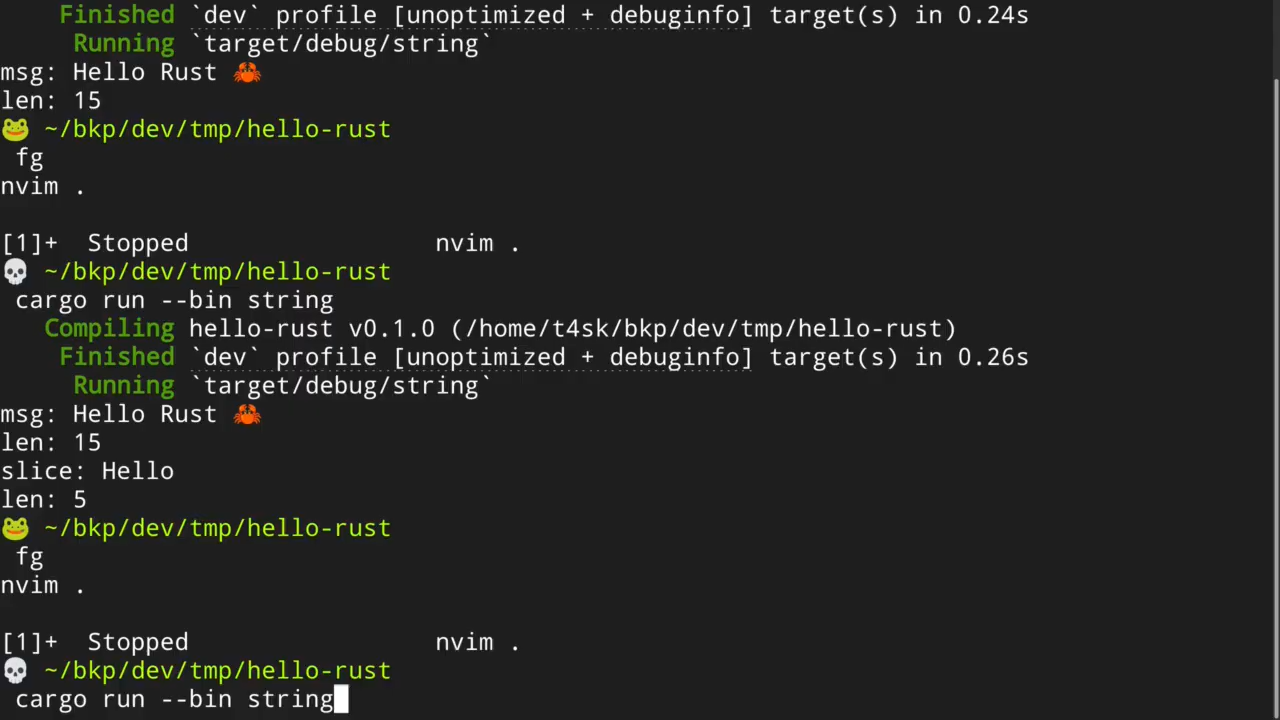 Finished `dev` profile [unoptimized + debuginfo] target(s) in 0.24s
Running `target/debug/string`
msg: Hello Rust 🦀
len: 15
🐸 ~/bkp/dev/tmp/hello-rust
fg
nvim .
[1]+  Stopped                 nvim .
💀 ~/bkp/dev/tmp/hello-rust
cargo run --bin string
Compiling hello-rust v0.1.0 (/home/t4sk/bkp/dev/tmp/hello-rust)
Finished `dev` profile [unoptimized + debuginfo] target(s) in 0.26s
Running `target/debug/string`
msg: Hello Rust 🦀
len: 15
slice: Hello
len: 5
🐸 ~/bkp/dev/tmp/hello-rust
fg
nvim .
[1]+  Stopped                 nvim .
💀 ~/bkp/dev/tmp/hello-rust
cargo run --bin string